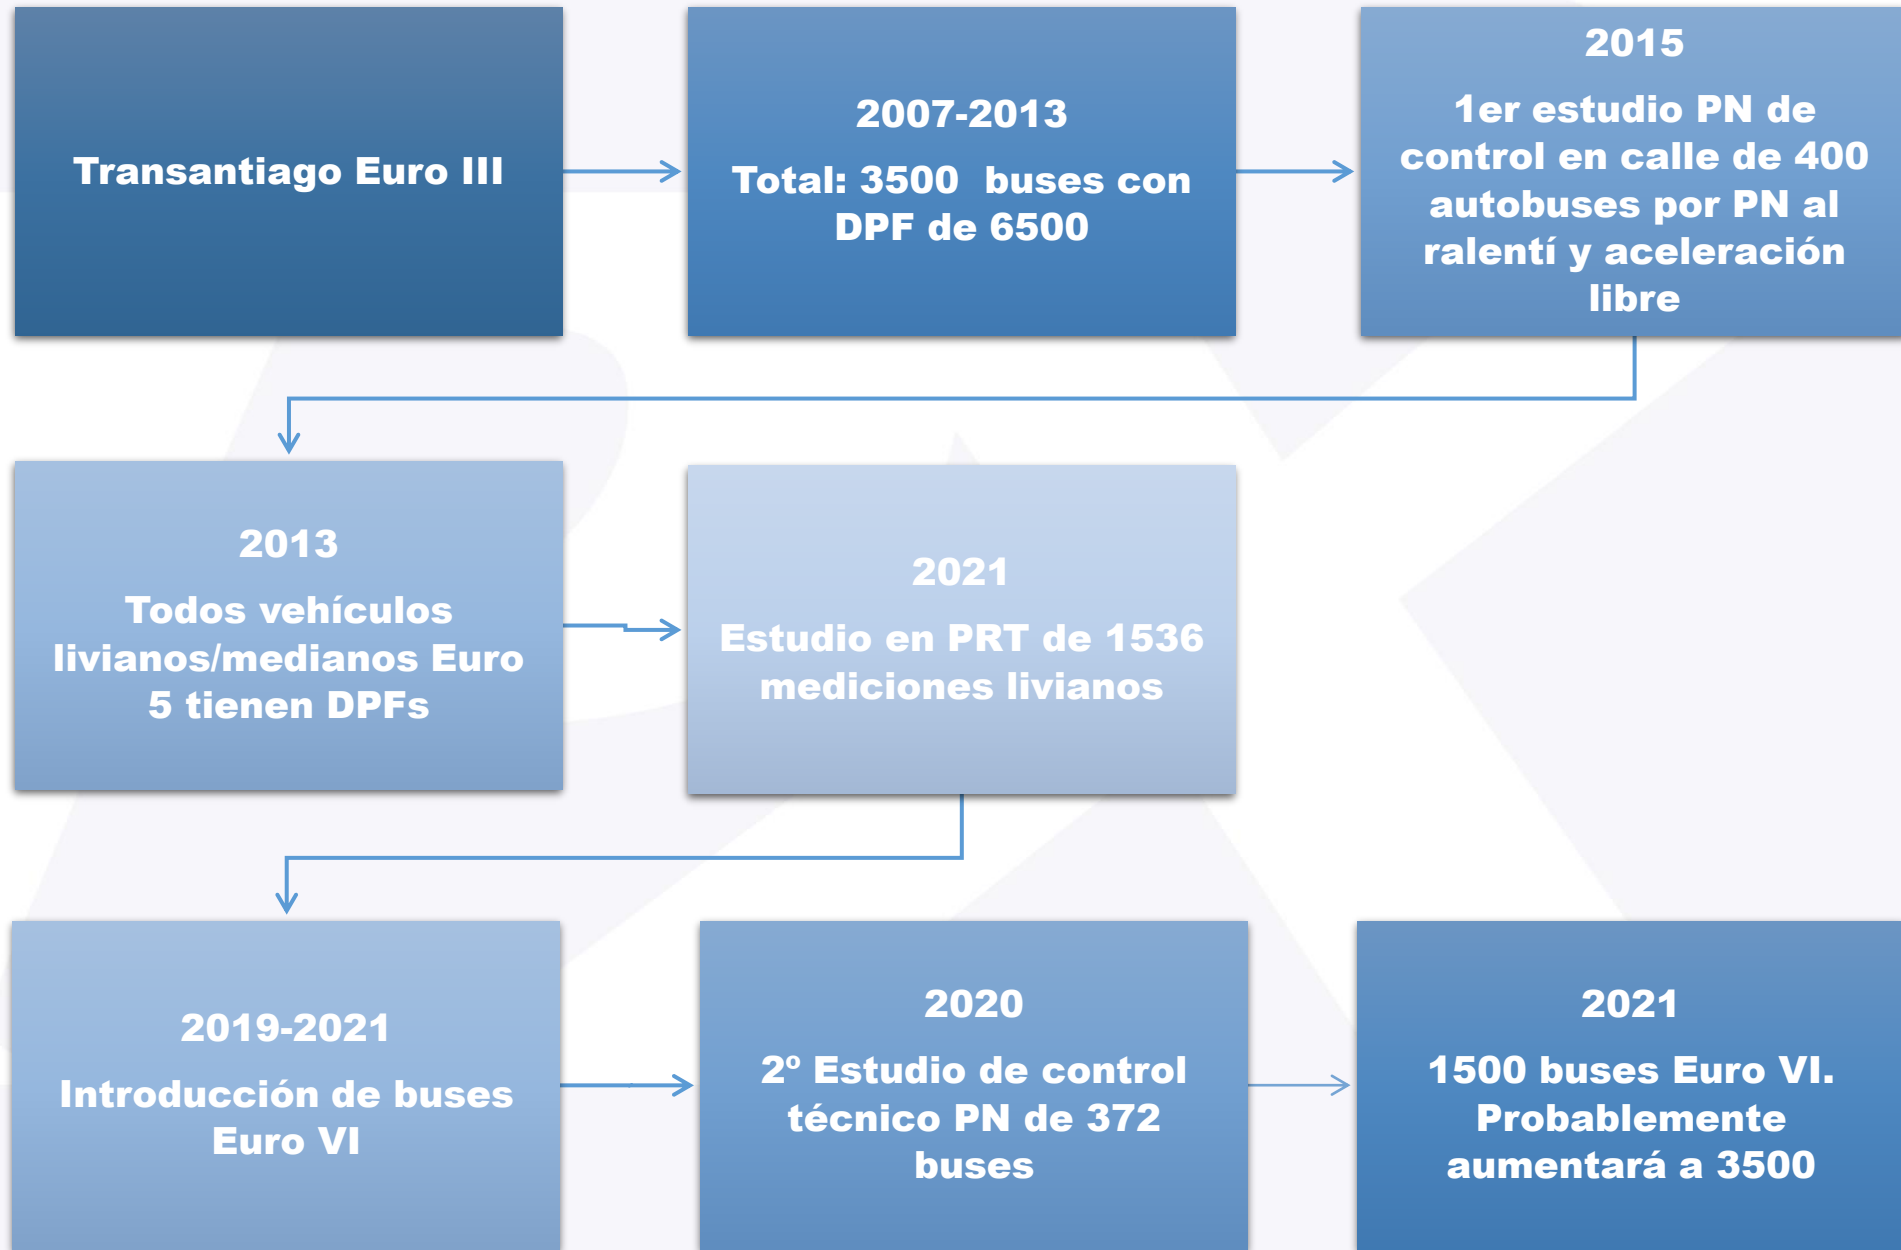 Transantiago Euro III
2007-2013
Total: 3500 buses con
DPF de 6500
2015
1er estudio PN de
control en calle de 400
autobuses por PN al
ralentí y aceleración
libre
2013
Todos vehículos
livianos/medianos Euro
5 tienen DPFs
2021
Estudio en PRT de 1536
mediciones livianos
2019-2021
Introducción de buses
Euro VI
2020
2º Estudio de control
técnico PN de 372
buses
2021
1500 buses Euro VI.
Probablemente
aumentará a 3500